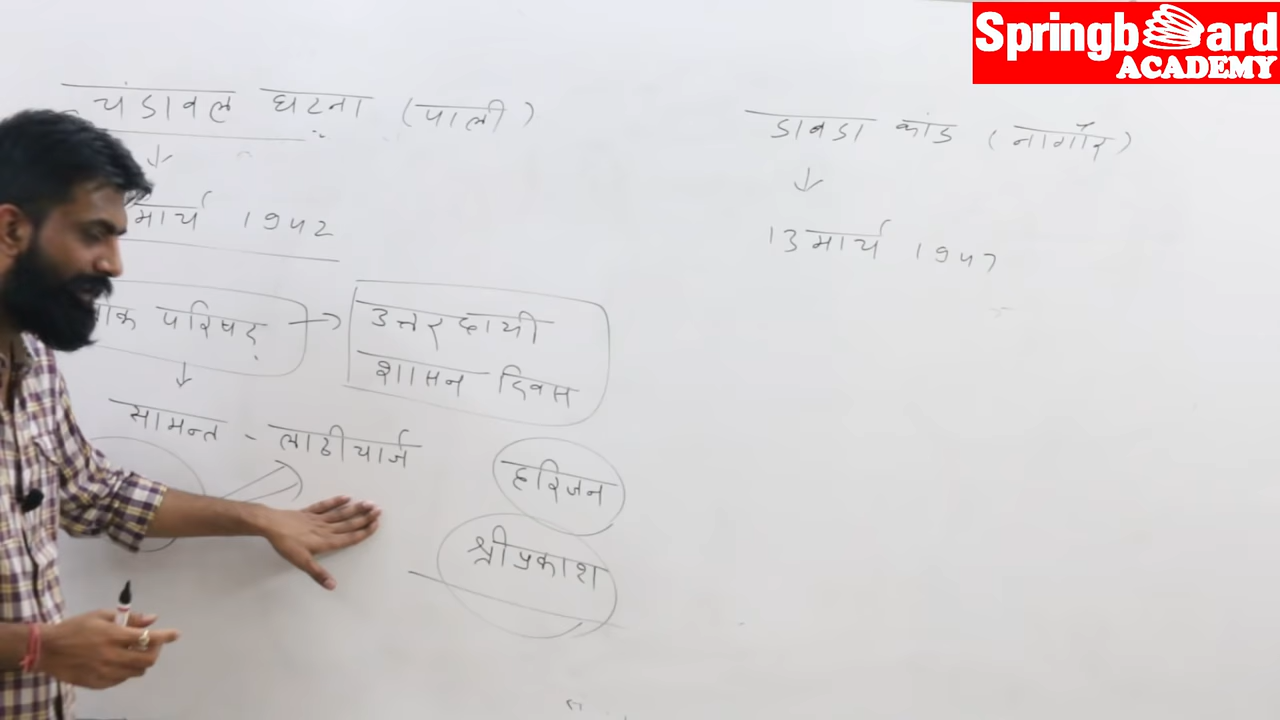 Springboard
ACADEMY
चंडावल घटना (पाली)
मार्च 1942
परिषद् → उत्तरदायी
शासन दिवस
सामन्त - लाठीचार्ज
हरिजन
श्रीप्रकाश
डाबडा कांड (नागौर)
13 मार्च 1947